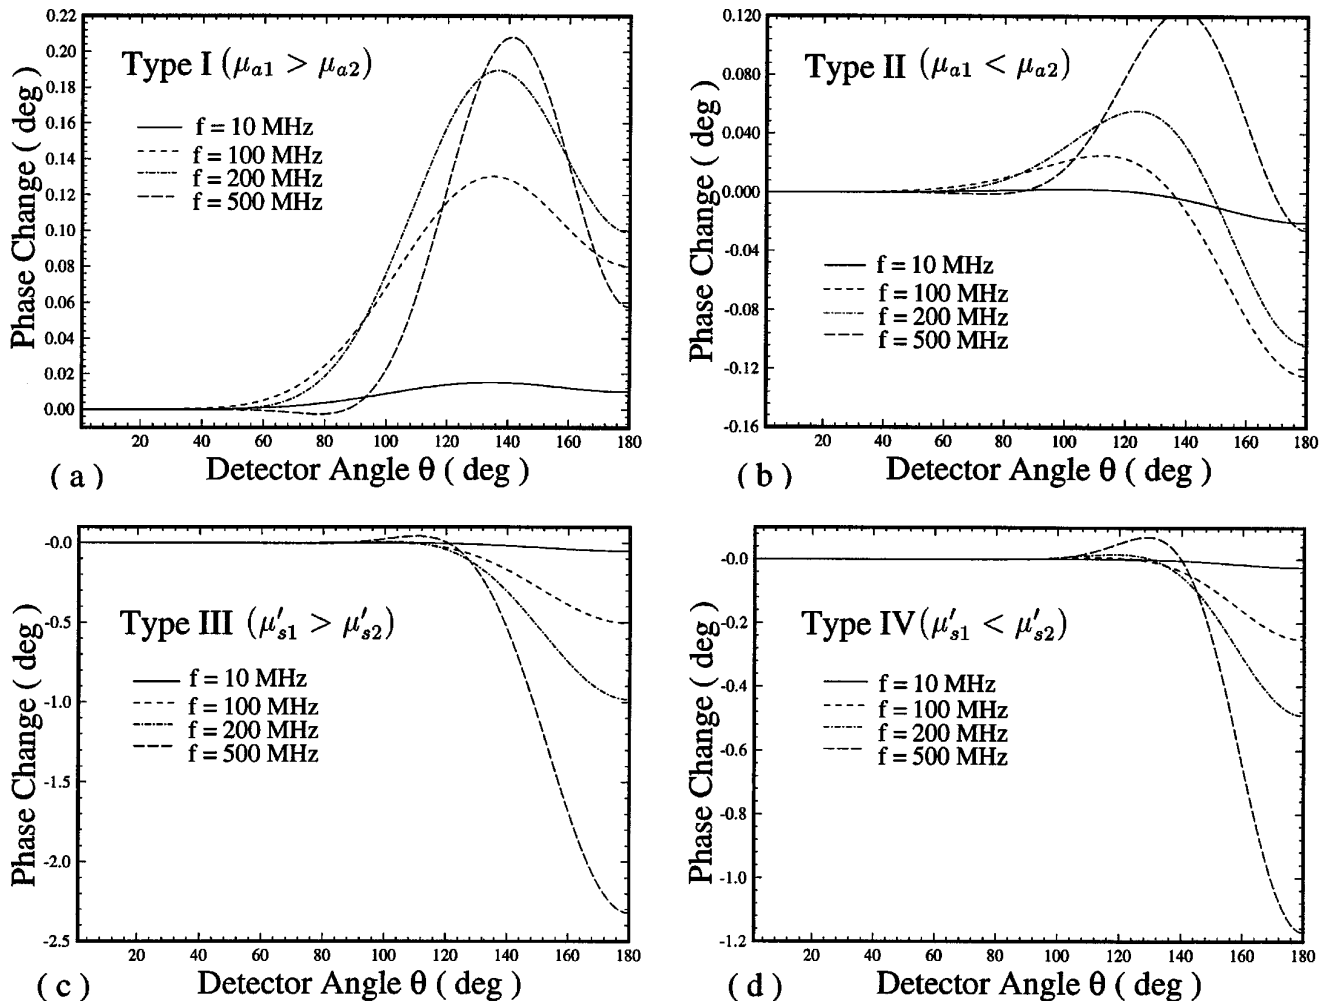 0.22
0.20
0.18
0.16
0.14
0.12
0.10
0.08
0.06
0.04
0.02
0.00
Phase Change ( deg )
Type I (μa1 > μa2)
f = 10 MHz
f = 100 MHz
f = 200 MHz
f = 500 MHz
20 40 60 80 100 120 140 160 180
( a ) Detector Angle θ ( deg )
0.120
0.080
0.040
0.000
-0.04
-0.08
-0.12
-0.16
Phase Change ( deg )
Type II (μa1 < μa2)
f = 10 MHz
f = 100 MHz
f = 200 MHz
f = 500 MHz
20 40 60 80 100 120 140 160 180
( b ) Detector Angle θ ( deg )
-0.0
-0.5
-1.0
-2.0
-2.5
Phase Change ( deg )
Type III (μ's1 > μ's2)
f = 10 MHz
f = 100 MHz
f = 200 MHz
f = 500 MHz
20 40 60 80 100 120 140 160 180
( c ) Detector Angle θ ( deg )
-0.0
-0.2
-0.4
-0.6
-0.8
-1.0
-1.2
Phase Change ( deg )
Type IV (μ's1 < μ's2)
f = 10 MHz
f = 100 MHz
f = 200 MHz
f = 500 MHz
20 40 60 80 100 120 140 160 180
( d ) Detector Angle θ ( deg )